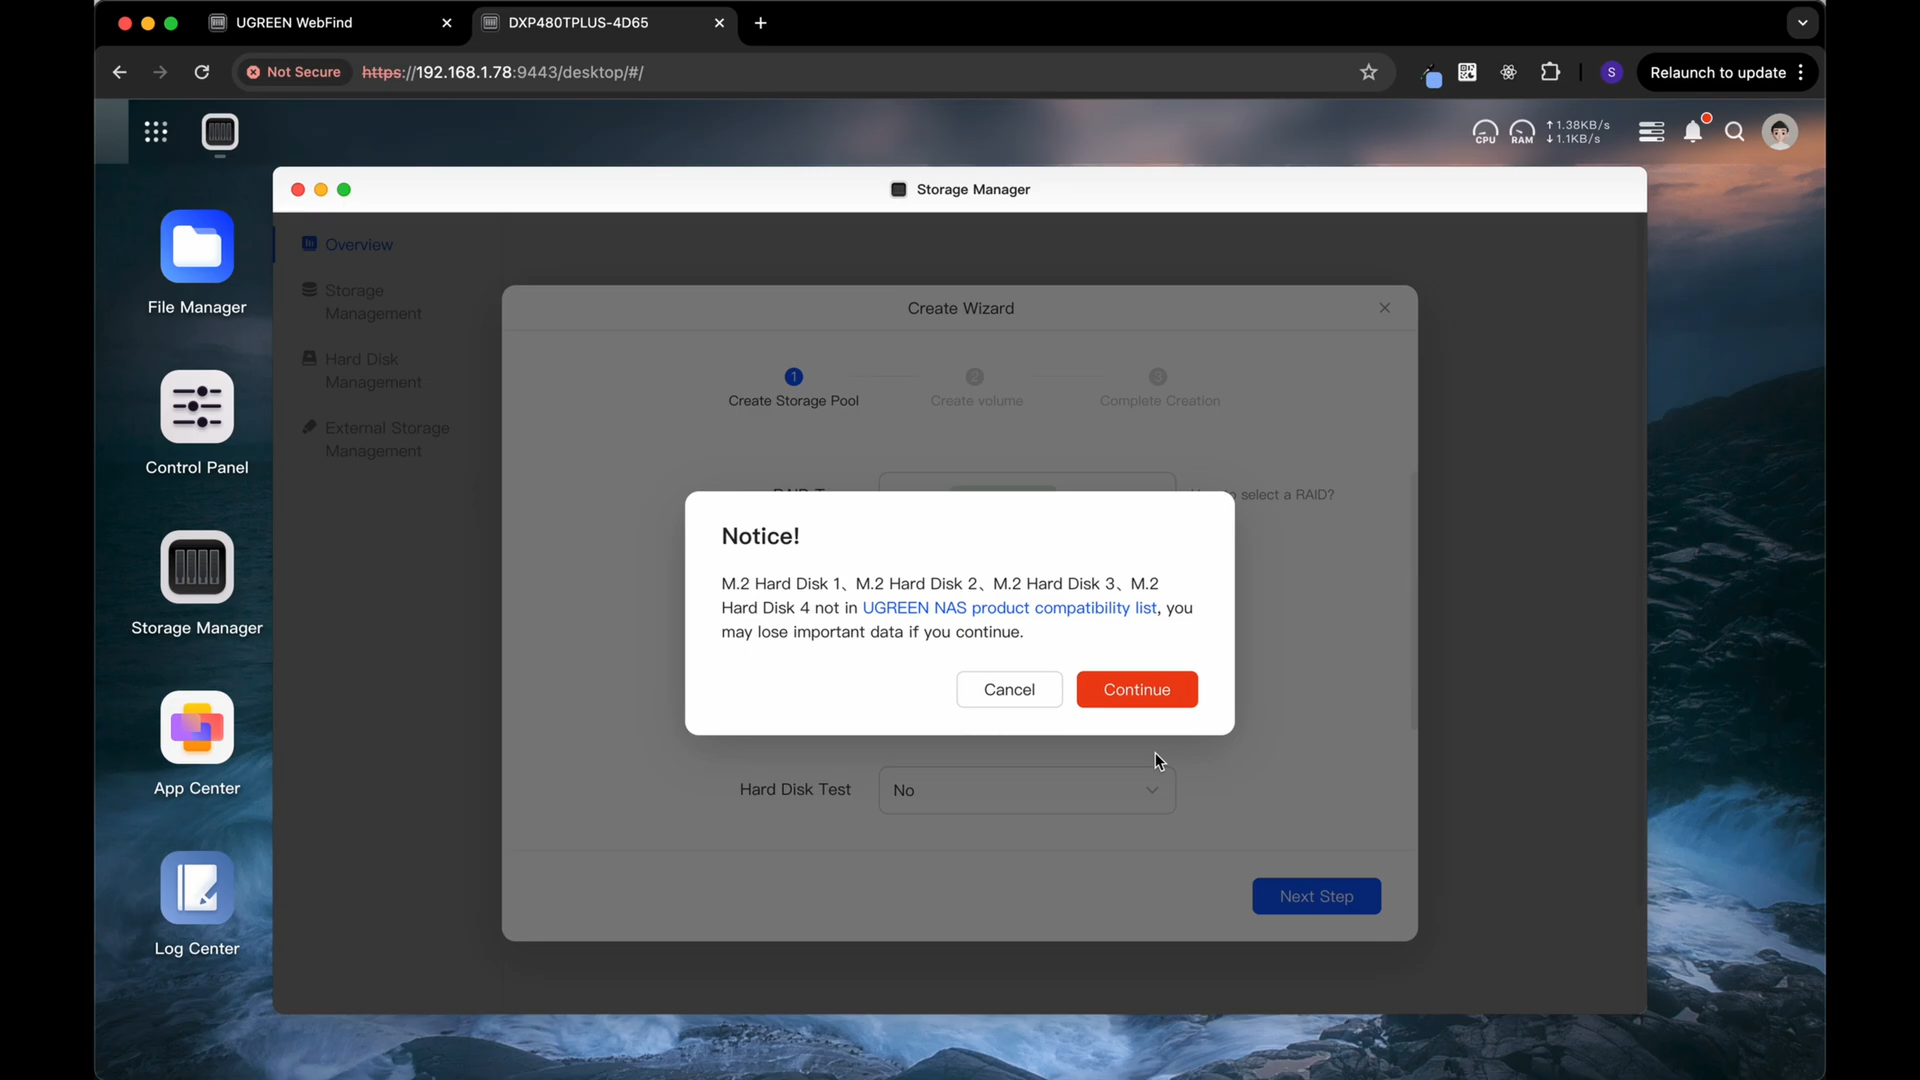 UGREEN WebFind
DXP480TPLUS-4D65
Not Secure
https://192.168.1.78:9443/desktop/#/
S
Relaunch to update
CPU
RAM
↑1.38KB/s
↓1.1KB/s
Storage Manager
File Manager
Control Panel
Storage Manager
App Center
Log Center
Overview
Storage
Management
Hard Disk
Management
External Storage
Management
Create Wizard
1
2
3
Create Storage Pool
Create volume
Complete Creation
select a RAID?
Notice!
M.2 Hard Disk 1、M.2 Hard Disk 2、M.2 Hard Disk 3、M.2
Hard Disk 4 not in UGREEN NAS product compatibility list, you
may lose important data if you continue.
Cancel
Continue
Hard Disk Test
No
Next Step